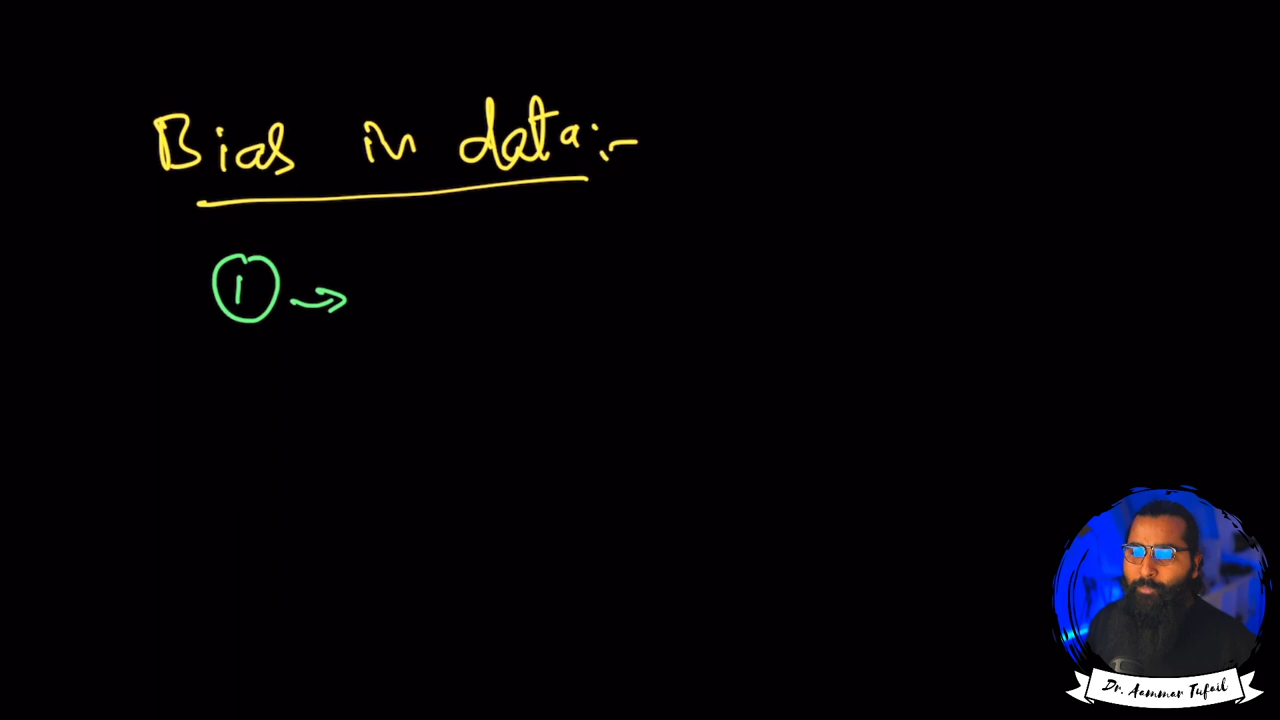 Bias in data:-
1 →
Dr. Aammar Tufail